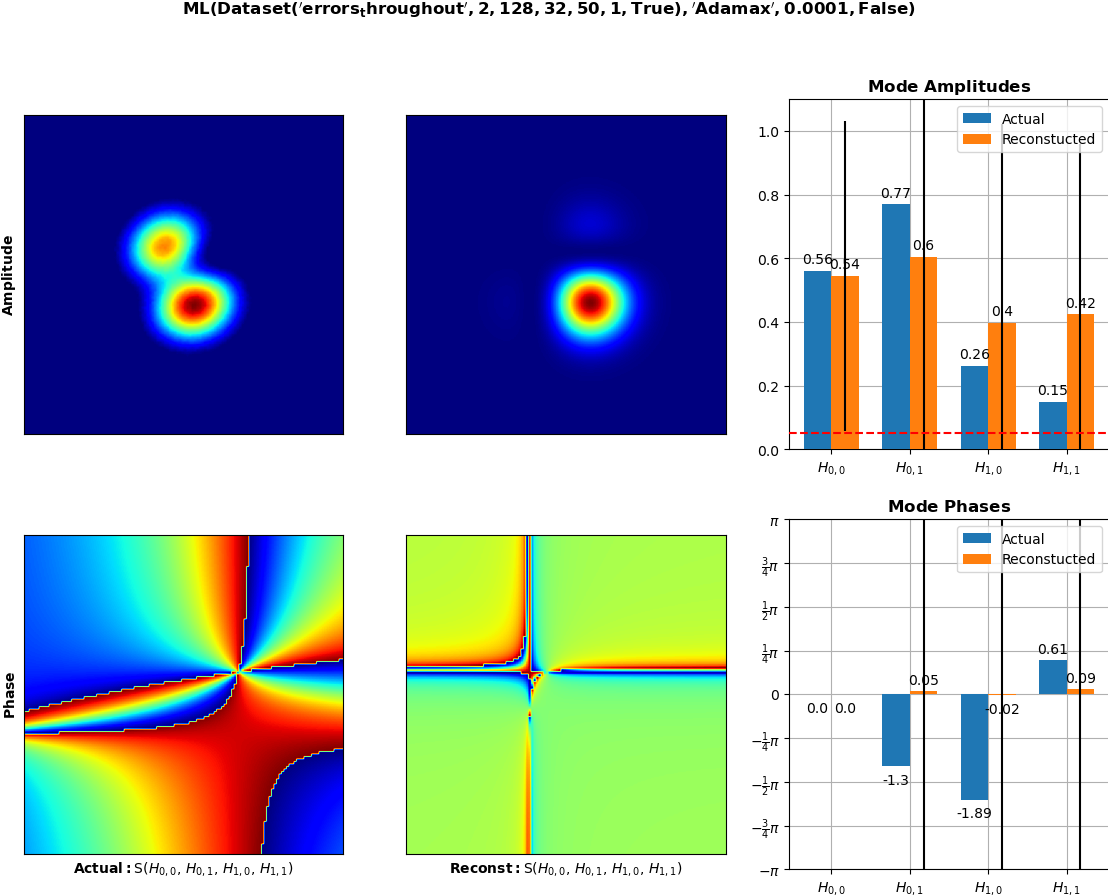 ML(Dataset('errors_throughout', 2, 128, 32, 50, 1, True), 'Adamax', 0.0001, False)
Amplitude
Mode Amplitudes
Actual
Reconstucted
1.0
0.8
0.6
0.4
0.2
0.0
0.56
0.54
0.77
0.6
0.26
0.4
0.15
0.42
H0,0
H0,1
H1,0
H1,1
Phase
Actual: S(H0,0, H0,1, H1,0, H1,1)
Reconst: S(H0,0, H0,1, H1,0, H1,1)
Mode Phases
Actual
Reconstucted
π
3/4π
1/2π
1/4π
0
−1/4π
−1/2π
−3/4π
−π
0.0
0.0
-1.3
0.05
-1.89
-0.02
0.61
0.09
H0,0
H0,1
H1,0
H1,1